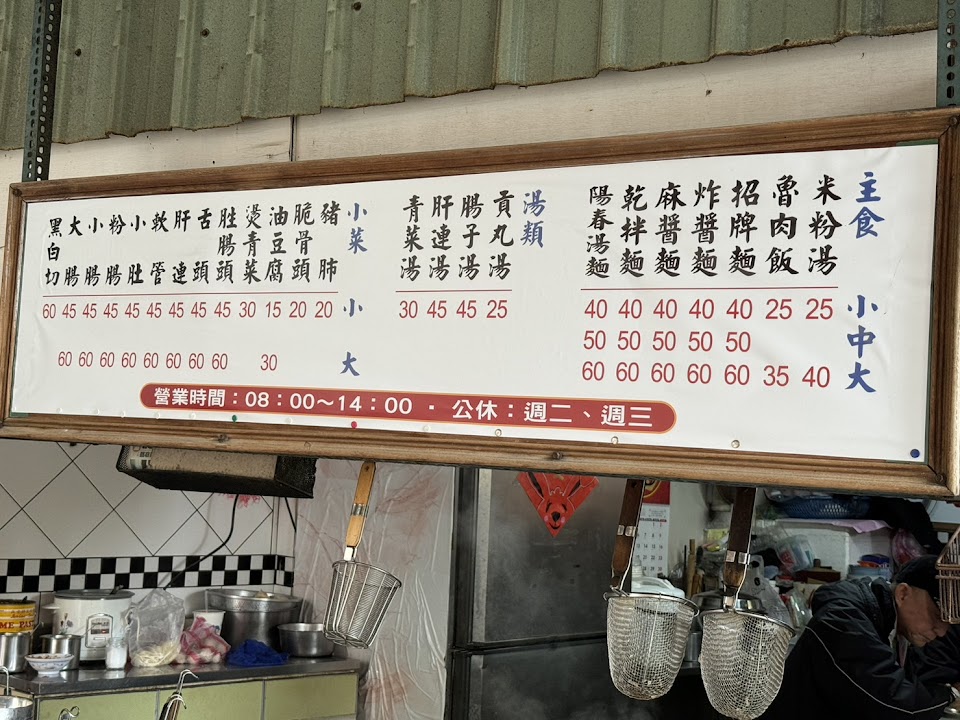 主食
米粉湯
魯肉飯
招牌麵
炸醬麵
麻醬麵
乾拌麵
陽春湯麵
湯類
貢丸湯
腸子湯
肝連湯
青菜湯
小菜
豬肺
脆骨頭
油豆腐
燙青菜
肚腸頭
舌頭
肝連
軟管
小肚
粉腸
小腸
大腸
黑白切
小
中
大
40 40 40 40 40 25 25
50 50 50 50 50
60 60 60 60 60 35 40
30 45 45 25
小
大
60 45 45 45 45 45 45 45 45 30 15 20 20
60 60 60 60 60 60 60 60 30
營業時間：08：00～14：00 ▪ 公休：週二、週三